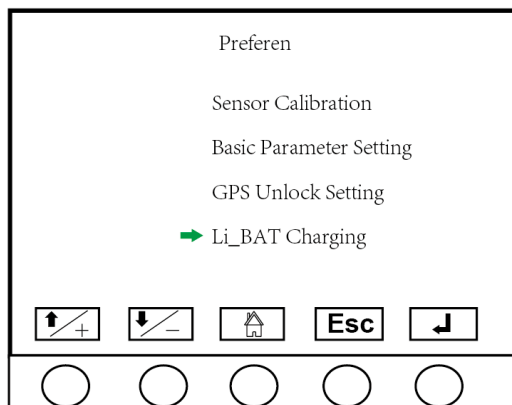 Preferen
Sensor Calibration
Basic Parameter Setting
GPS Unlock Setting
Li_BAT Charging
+ - Esc